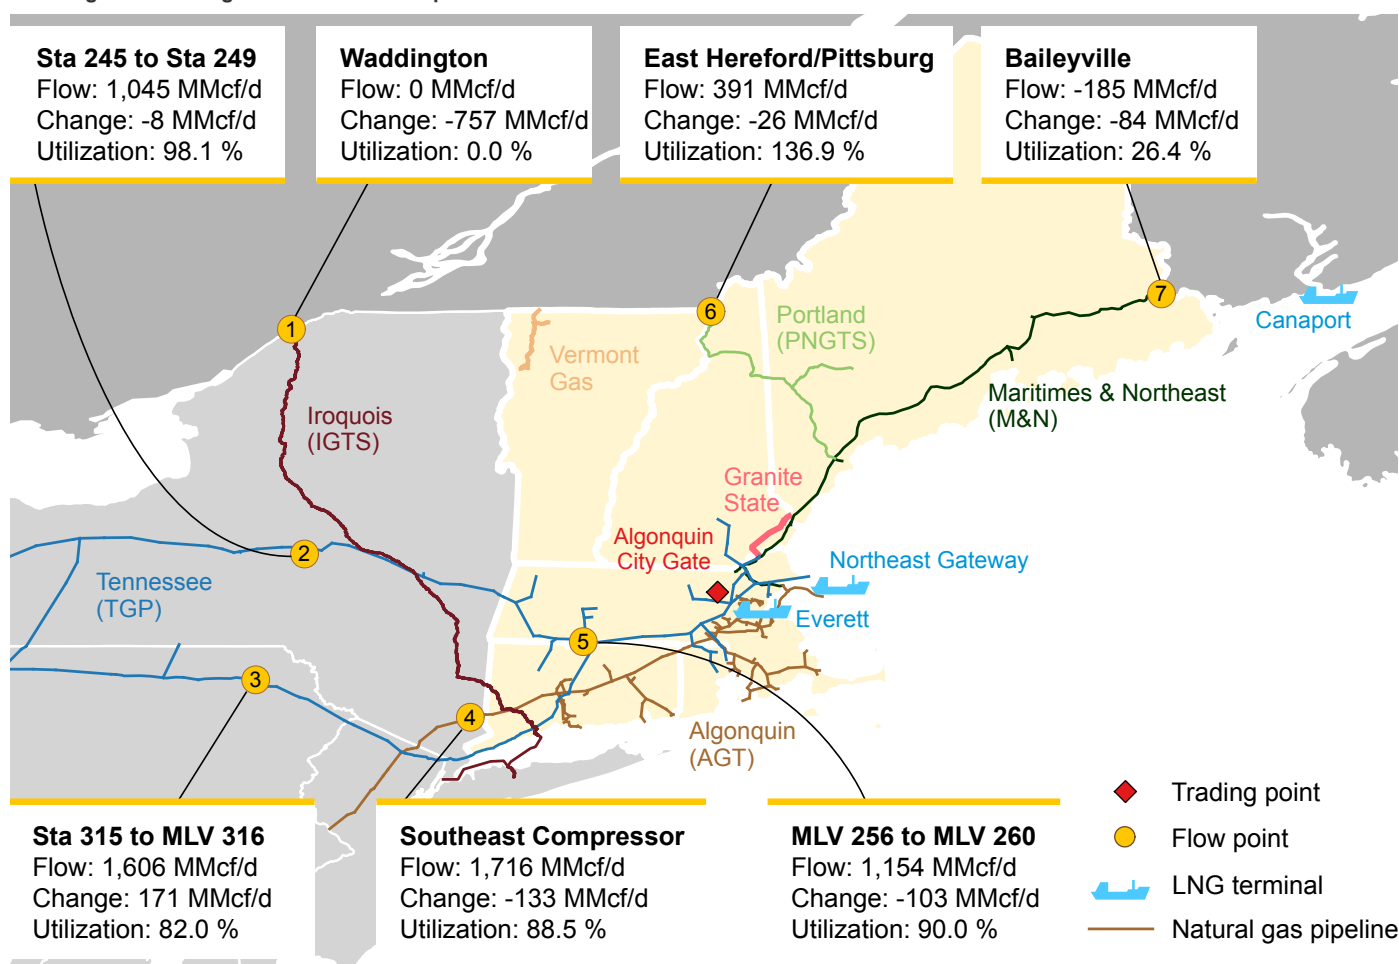 Sta 245 to Sta 249
Flow: 1,045 MMcf/d
Change: -8 MMcf/d
Utilization: 98.1 %
Waddington
Flow: 0 MMcf/d
Change: -757 MMcf/d
Utilization: 0.0 %
East Hereford/Pittsburg
Flow: 391 MMcf/d
Change: -26 MMcf/d
Utilization: 136.9 %
Baileyville
Flow: -185 MMcf/d
Change: -84 MMcf/d
Utilization: 26.4 %
7
Canaport
6
Portland
(PNGTS)
1
Vermont
Gas
Maritimes & Northeast
(M&N)
Iroquois
(IGTS)
Granite
State
Algonquin
City Gate
2
Northeast Gateway
Tennessee
(TGP)
Everett
5
3
4
Algonquin
(AGT)
Sta 315 to MLV 316
Flow: 1,606 MMcf/d
Change: 171 MMcf/d
Utilization: 82.0 %
Southeast Compressor
Flow: 1,716 MMcf/d
Change: -133 MMcf/d
Utilization: 88.5 %
MLV 256 to MLV 260
Flow: 1,154 MMcf/d
Change: -103 MMcf/d
Utilization: 90.0 %
Trading point
Flow point
LNG terminal
Natural gas pipeline